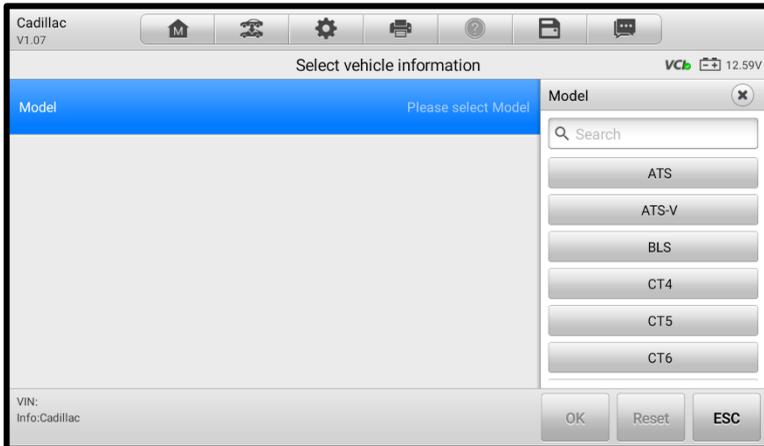 Cadillac
V1.07
M
?
Select vehicle information
VCI 12.59V
Model Please select Model
Model
Search
ATS
ATS-V
BLS
CT4
CT5
CT6
VIN:
Info:Cadillac
OK Reset ESC